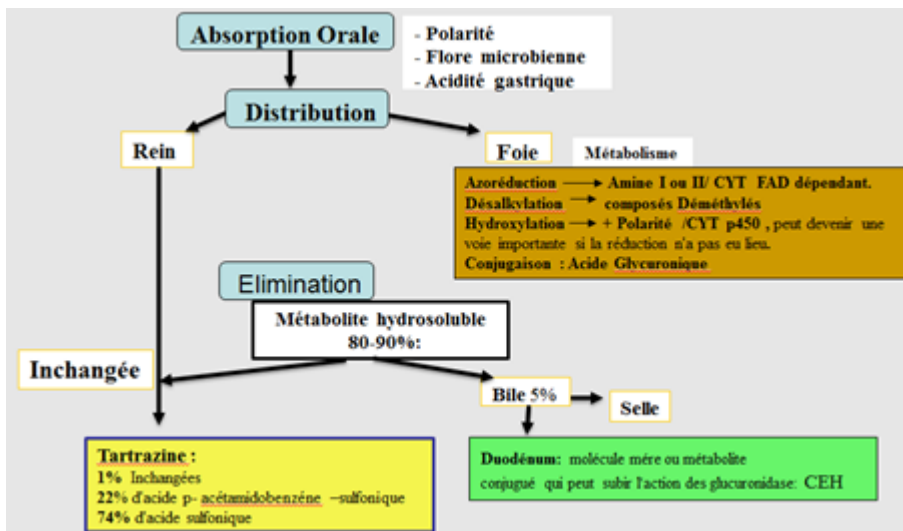 Absorption Orale
- Polarité
- Flore microbienne
- Acidité gastrique
Distribution
Rein
Foie
Métabolisme
Azoréduction → Amine I ou II/ CYT FAD dépendant.
Désalkylation → composés Déméthylés
Hydroxylation → + Polarité /CYT p450 , peut devenir une
voie importante si la réduction n'a pas eu lieu.
Conjugaison : Acide Glycuronique
Elimination
Métabolite hydrosoluble
80-90%:
Inchangée
Bile 5%
Selle
Tartrazine :
1% Inchangées
22% d'acide p- acétamidobenzéne –sulfonique
74% d'acide sulfonique
Duodénum: molécule mére ou métabolite
conjugué qui peut subir l'action des glucuronidase: CEH